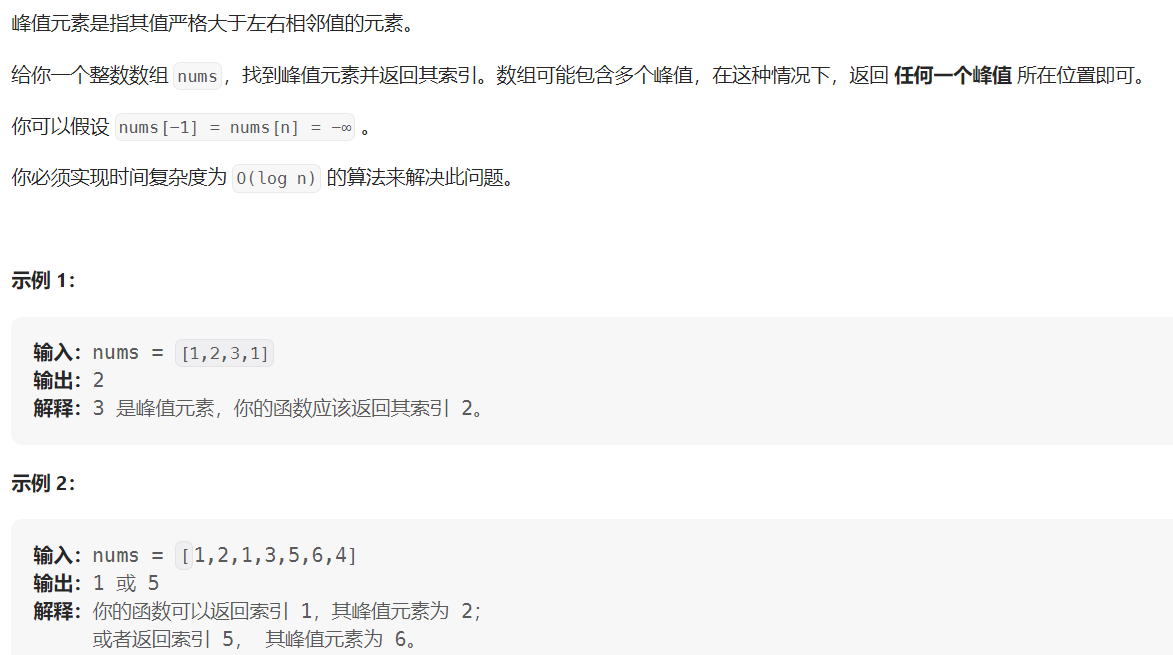 峰值元素是指其值严格大于左右相邻值的元素。
给你一个整数数组 nums，找到峰值元素并返回其索引。数组可能包含多个峰值，在这种情况下，返回 任何一个峰值 所在位置即可。
你可以假设 nums[-1] = nums[n] = -∞ 。
你必须实现时间复杂度为 O(log n) 的算法来解决此问题。
示例 1：
输入：nums = [1,2,3,1]
输出：2
解释：3 是峰值元素，你的函数应该返回其索引 2。
示例 2：
输入：nums = [1,2,1,3,5,6,4]
输出：1 或 5
解释：你的函数可以返回索引 1，其峰值元素为 2；
或者返回索引 5， 其峰值元素为 6。